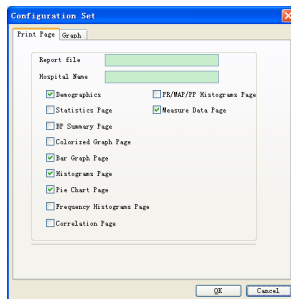 Configuration Set
Print Page Graph
Report file
Hospital Name
Demographics PR/MAP/PP Histograms Page
Statistics Page Measure Data Page
BP Summary Page
Colorized Graph Page
Bar Graph Page
Histograms Page
Pie Chart Page
Frequency Histograms Page
Correlation Page
OK Cancel